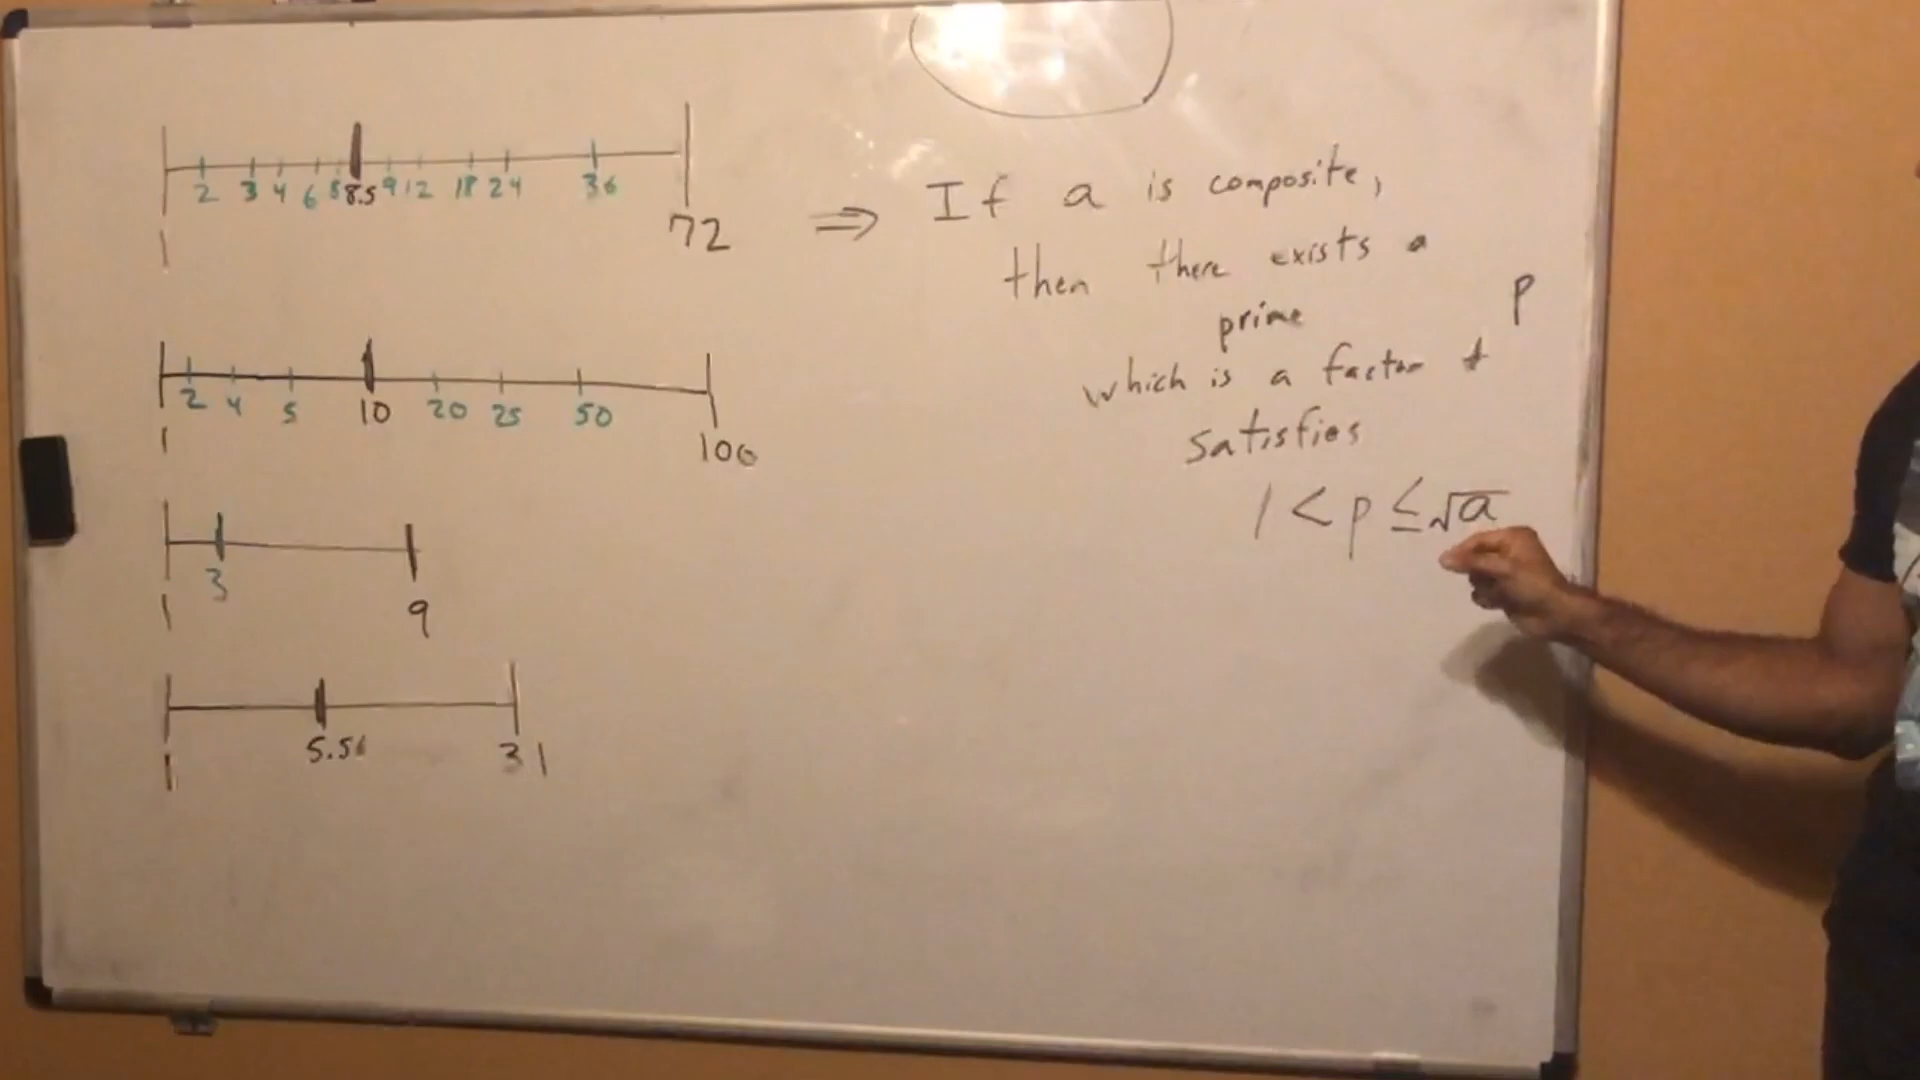 2 3 4 6 8 8.5 9 12 18 24 36
1 72
2 4 5 10 20 25 50
1 100
3
1 9
5.56 31
1
⇒ If a is composite,
then there exists a
prime p
which is a factor +
satisfies
1 < p ≤ √a